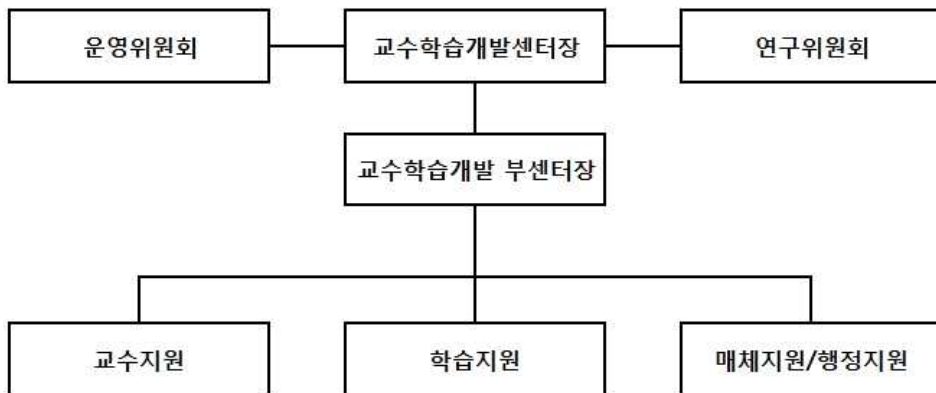 운영위원회
교수학습개발센터장
연구위원회
교수학습개발 부센터장
교수지원
학습지원
매체지원/행정지원